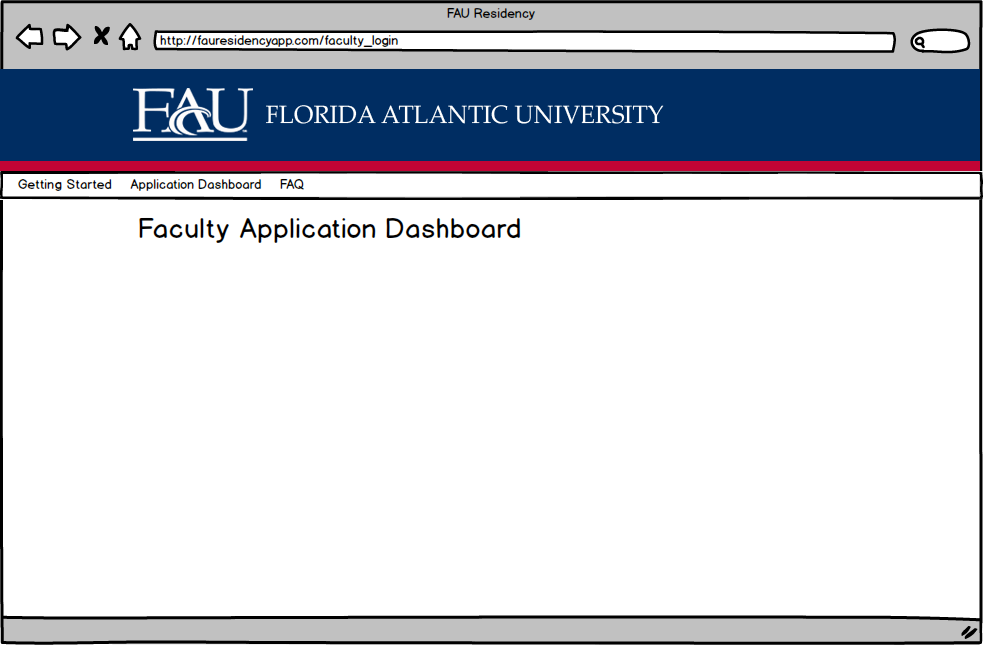 FAU Residency
http://fauresidencyapp.com/faculty_login
FAU FLORIDA ATLANTIC UNIVERSITY
Getting Started Application Dashboard FAQ
Faculty Application Dashboard